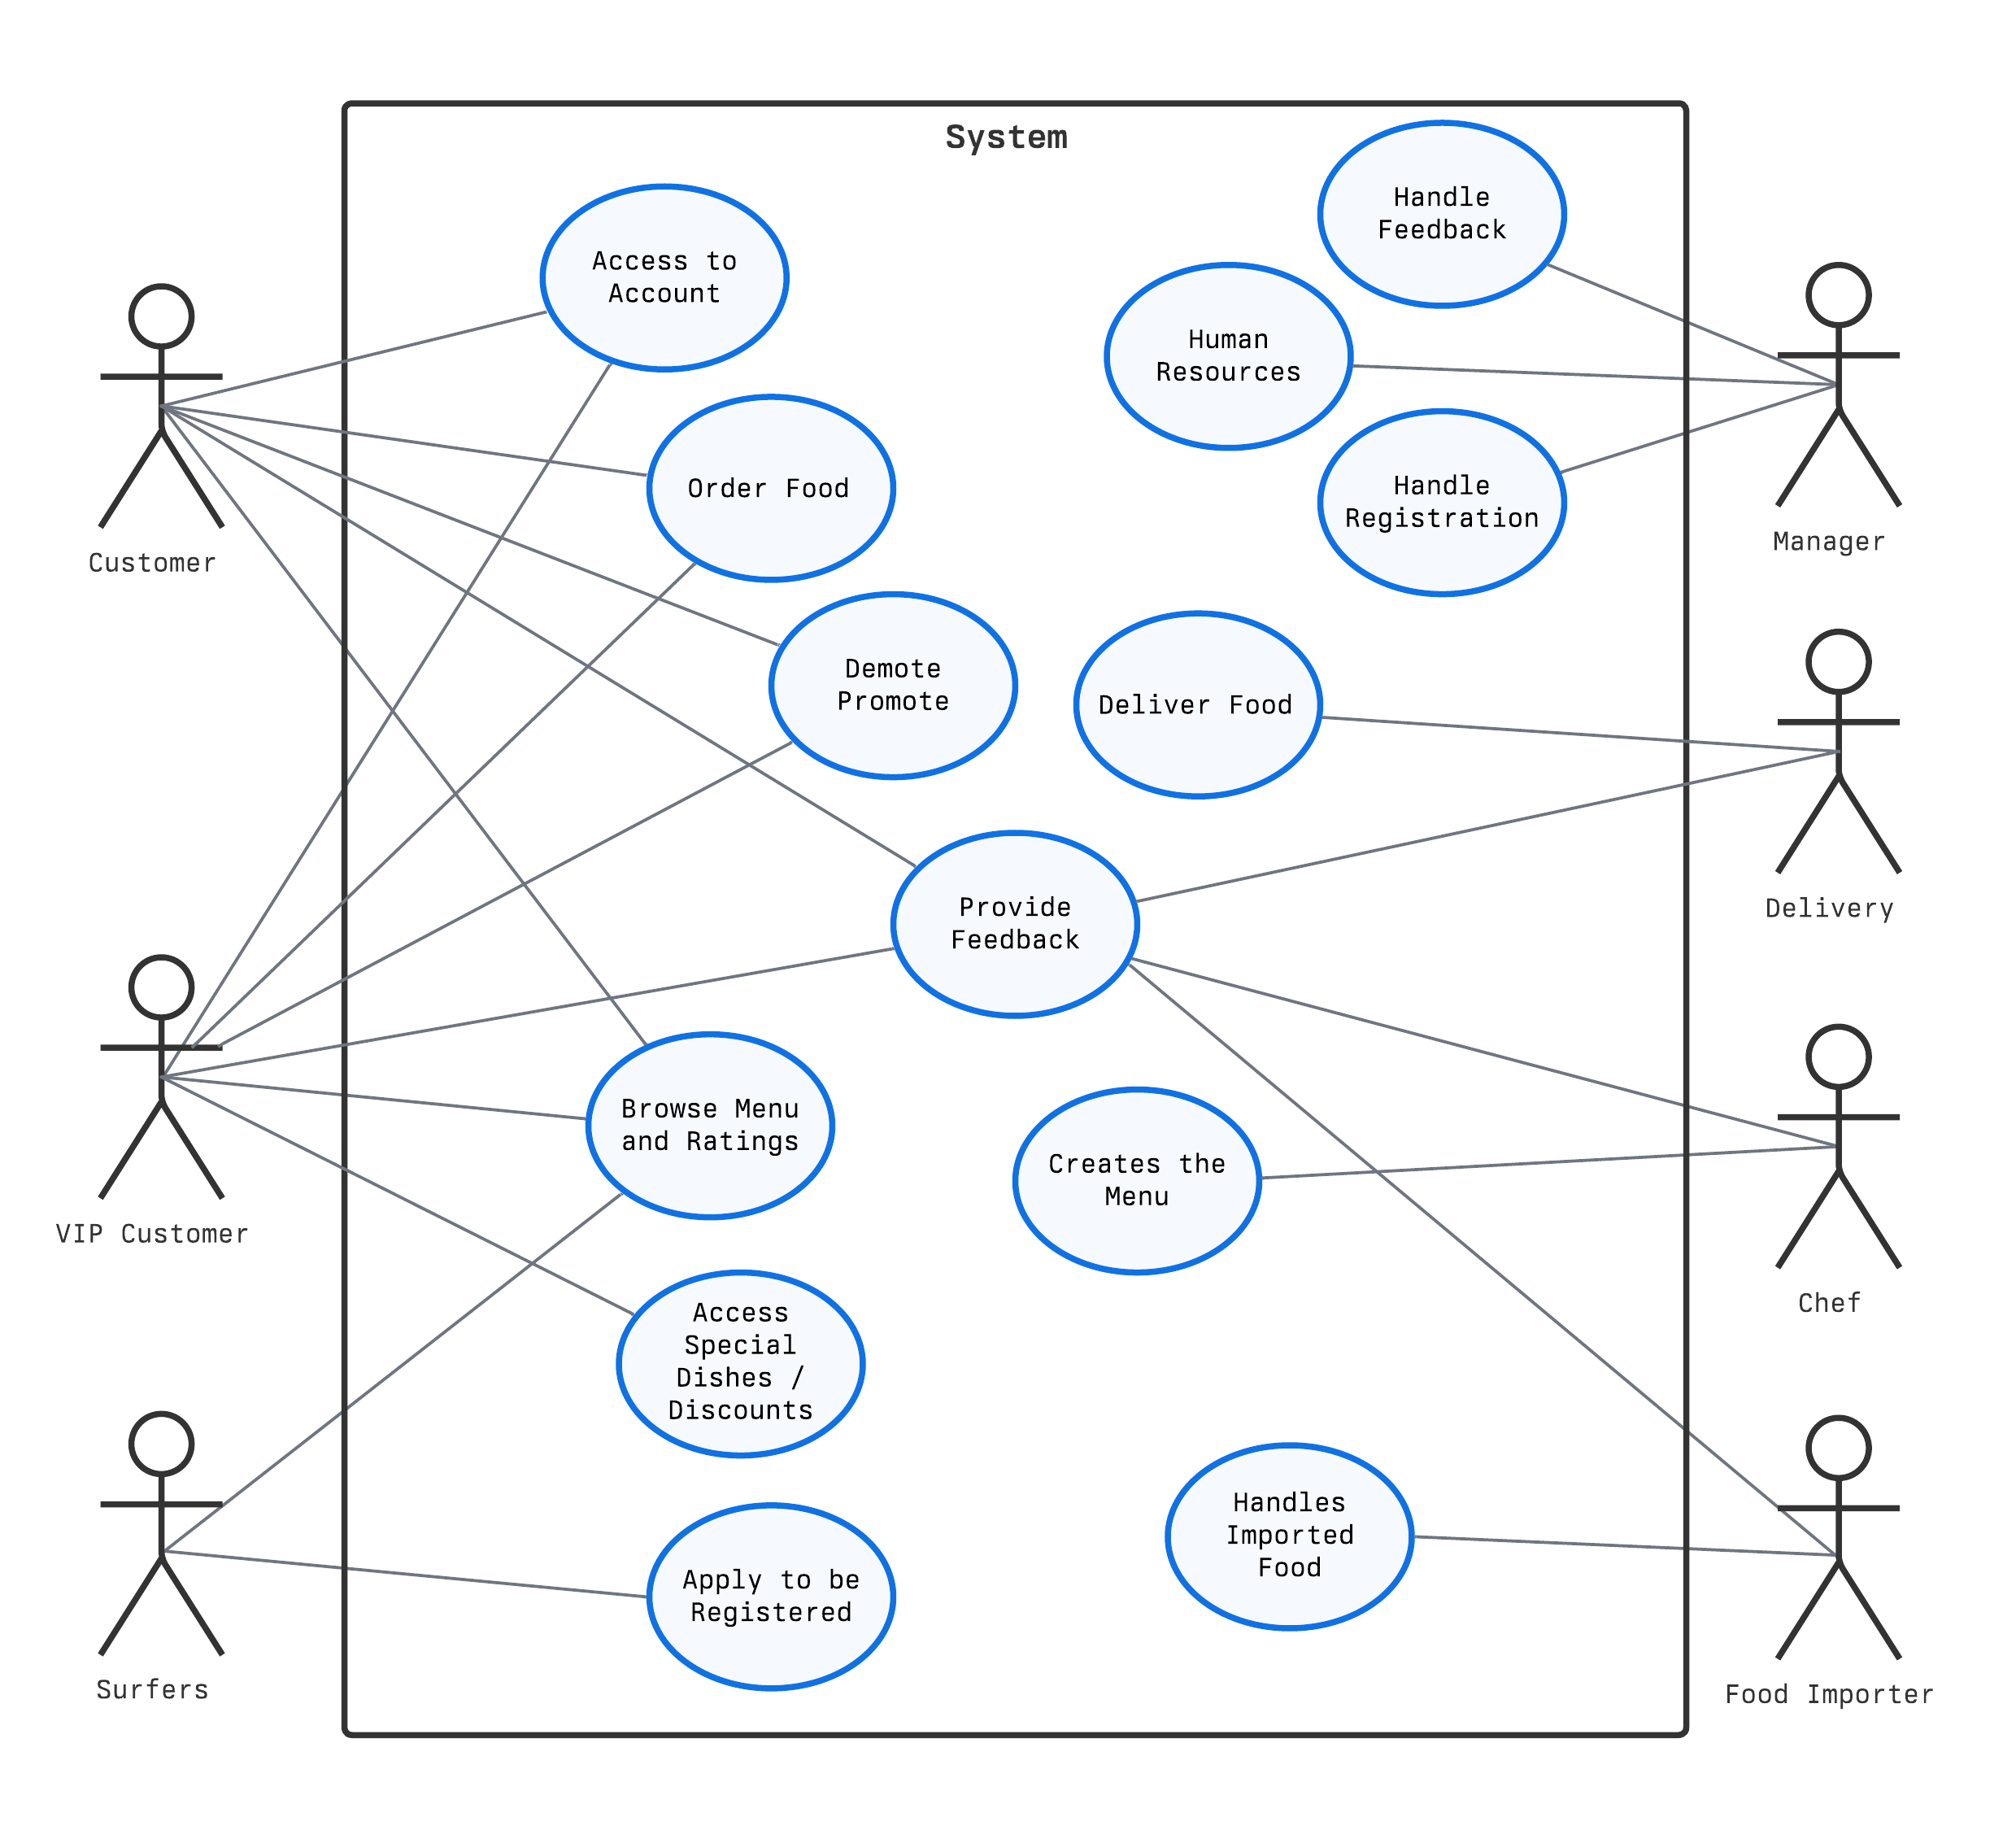 System
Handle
Feedback
Access to
Account
Human
Resources
Order Food
Handle
Registration
Customer
Manager
Demote
Promote
Deliver Food
Provide
Feedback
Delivery
Browse Menu
and Ratings
Creates the
Menu
VIP Customer
Chef
Access
Special
Dishes /
Discounts
Handles
Imported
Food
Apply to be
Registered
Surfers
Food Importer